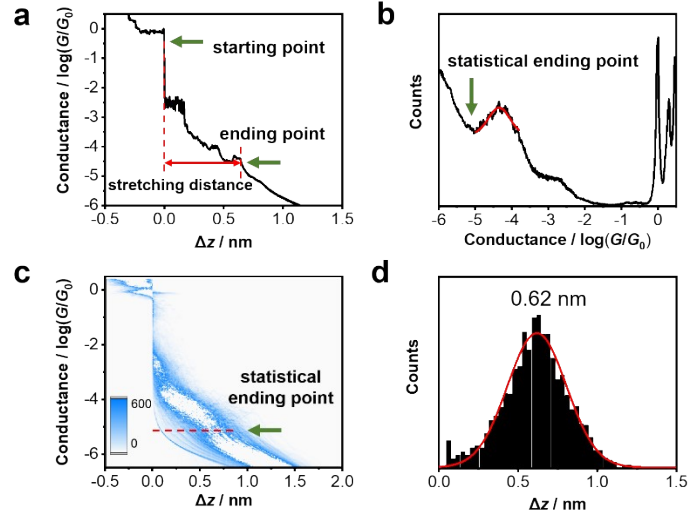 a
Conductance / log(G/G₀)
0
-1
-2
-3
-4
-5
-6
starting point
ending point
stretching distance
-0.5 0.0 0.5 1.0 1.5
Δz / nm
b
Counts
statistical ending point
-6 -5 -4 -3 -2 -1 0
Conductance / log(G/G₀)
c
Conductance / log(G/G₀)
0
-2
-4
-6
600
0
statistical
ending point
-0.5 0.0 0.5 1.0 1.5 2.0
Δz / nm
d
Counts
0.62 nm
0.0 0.5 1.0 1.5
Δz / nm